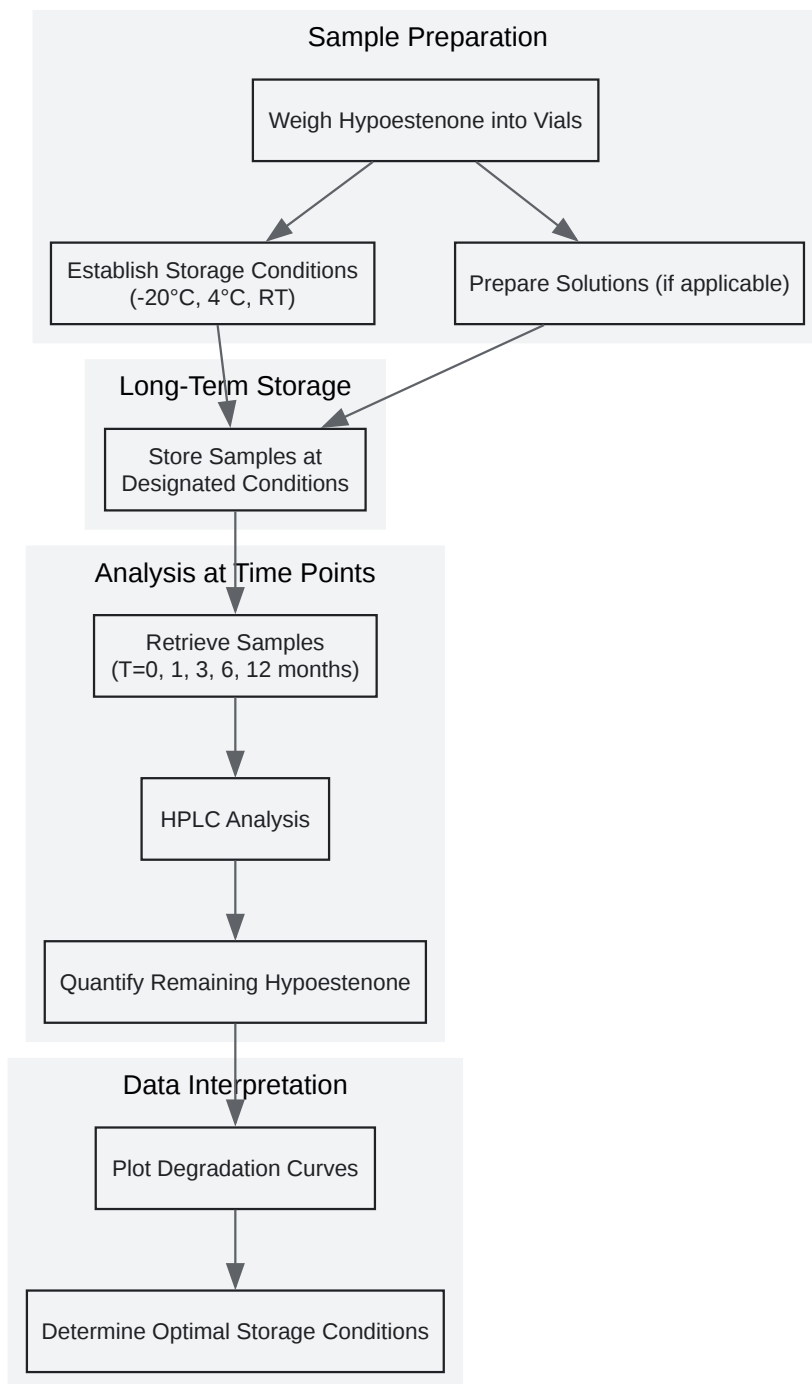 Sample Preparation
Weigh Hypoestenone into Vials
Establish Storage Conditions
(-20°C, 4°C, RT)
Prepare Solutions (if applicable)
Long-Term Storage
Store Samples at
Designated Conditions
Analysis at Time Points
Retrieve Samples
(T=0, 1, 3, 6, 12 months)
HPLC Analysis
Quantify Remaining Hypoestenone
Data Interpretation
Plot Degradation Curves
Determine Optimal Storage Conditions